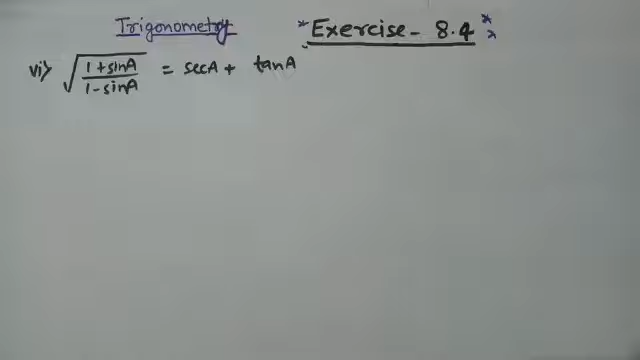 Trigonometry
* Exercise - 8.4 * *
vi) √(1+sinA / 1-sinA) = secA + tanA